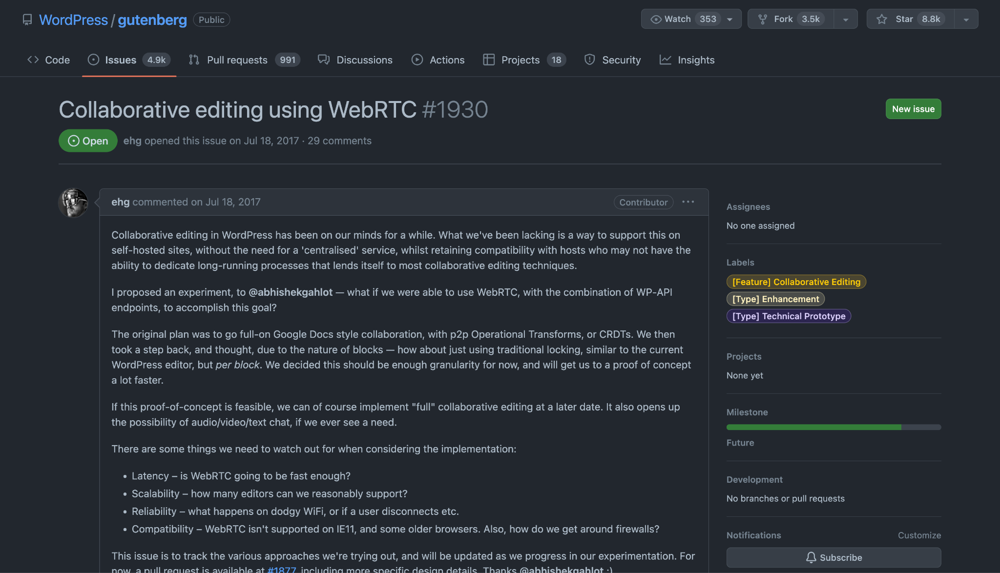 WordPress / gutenberg Public
Watch 353 Fork 3.5k Star 8.8k
Code Issues 4.9k Pull requests 991 Discussions Actions Projects 18 Security Insights
Collaborative editing using WebRTC #1930
New issue
Open ehg opened this issue on Jul 18, 2017 · 29 comments
ehg commented on Jul 18, 2017 Contributor ···
Collaborative editing in WordPress has been on our minds for a while. What we've been lacking is a way to support this on
self-hosted sites, without the need for a 'centralised' service, whilst retaining compatibility with hosts who may not have the
ability to dedicate long-running processes that lends itself to most collaborative editing techniques.
I proposed an experiment, to @abhishekgahlot — what if we were able to use WebRTC, with the combination of WP-API
endpoints, to accomplish this goal?
The original plan was to go full-on Google Docs style collaboration, with p2p Operational Transforms, or CRDTs. We then
took a step back, and thought, due to the nature of blocks — how about just using traditional locking, similar to the current
WordPress editor, but per block. We decided this should be enough granularity for now, and will get us to a proof of concept
a lot faster.
If this proof-of-concept is feasible, we can of course implement "full" collaborative editing at a later date. It also opens up
the possibility of audio/video/text chat, if we ever see a need.
There are some things we need to watch out for when considering the implementation:
• Latency – is WebRTC going to be fast enough?
• Scalability – how many editors can we reasonably support?
• Reliability – what happens on dodgy WiFi, or if a user disconnects etc.
• Compatibility – WebRTC isn't supported on IE11, and some older browsers. Also, how do we get around firewalls?
This issue is to track the various approaches we're trying out, and will be updated as we progress in our experimentation. For
now, a pull request is available at #1877, including more specific design details. Thanks @abhishekgahlot :)
Assignees
No one assigned
Labels
[Feature] Collaborative Editing
[Type] Enhancement
[Type] Technical Prototype
Projects
None yet
Milestone
Future
Development
No branches or pull requests
Notifications Customize
Subscribe